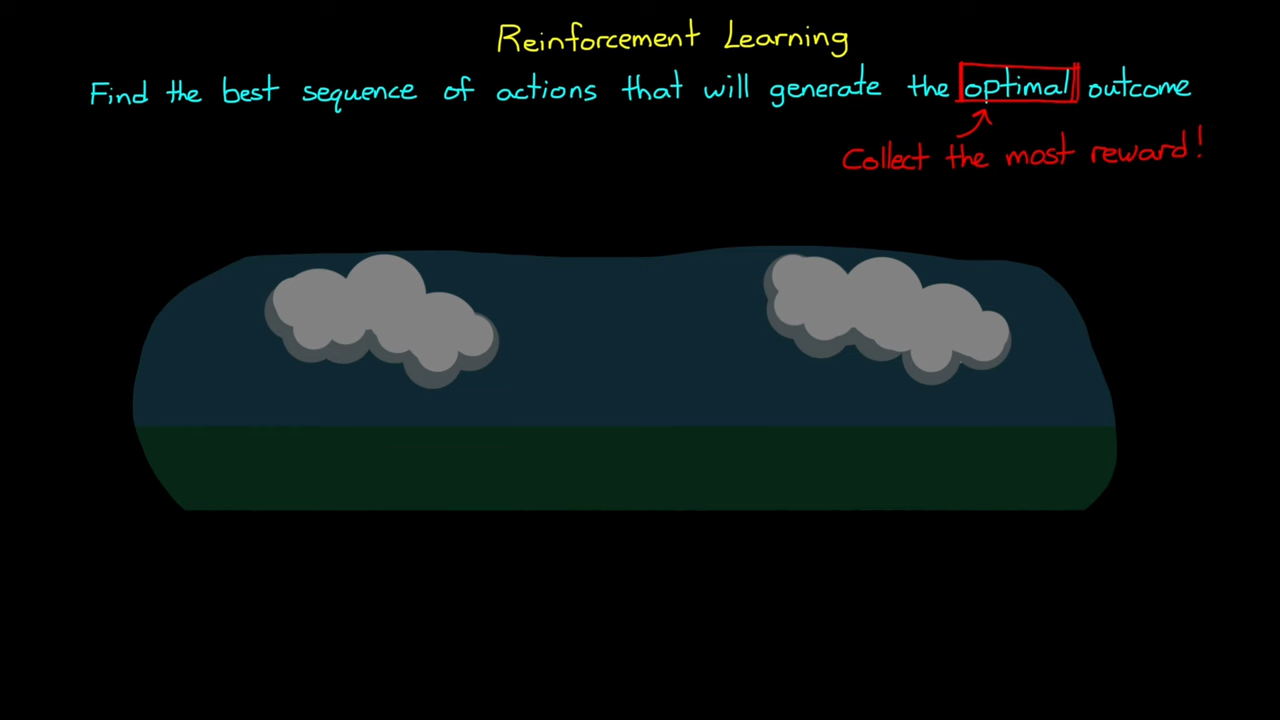 Reinforcement Learning
Find the best sequence of actions that will generate the optimal outcome
Collect the most reward!